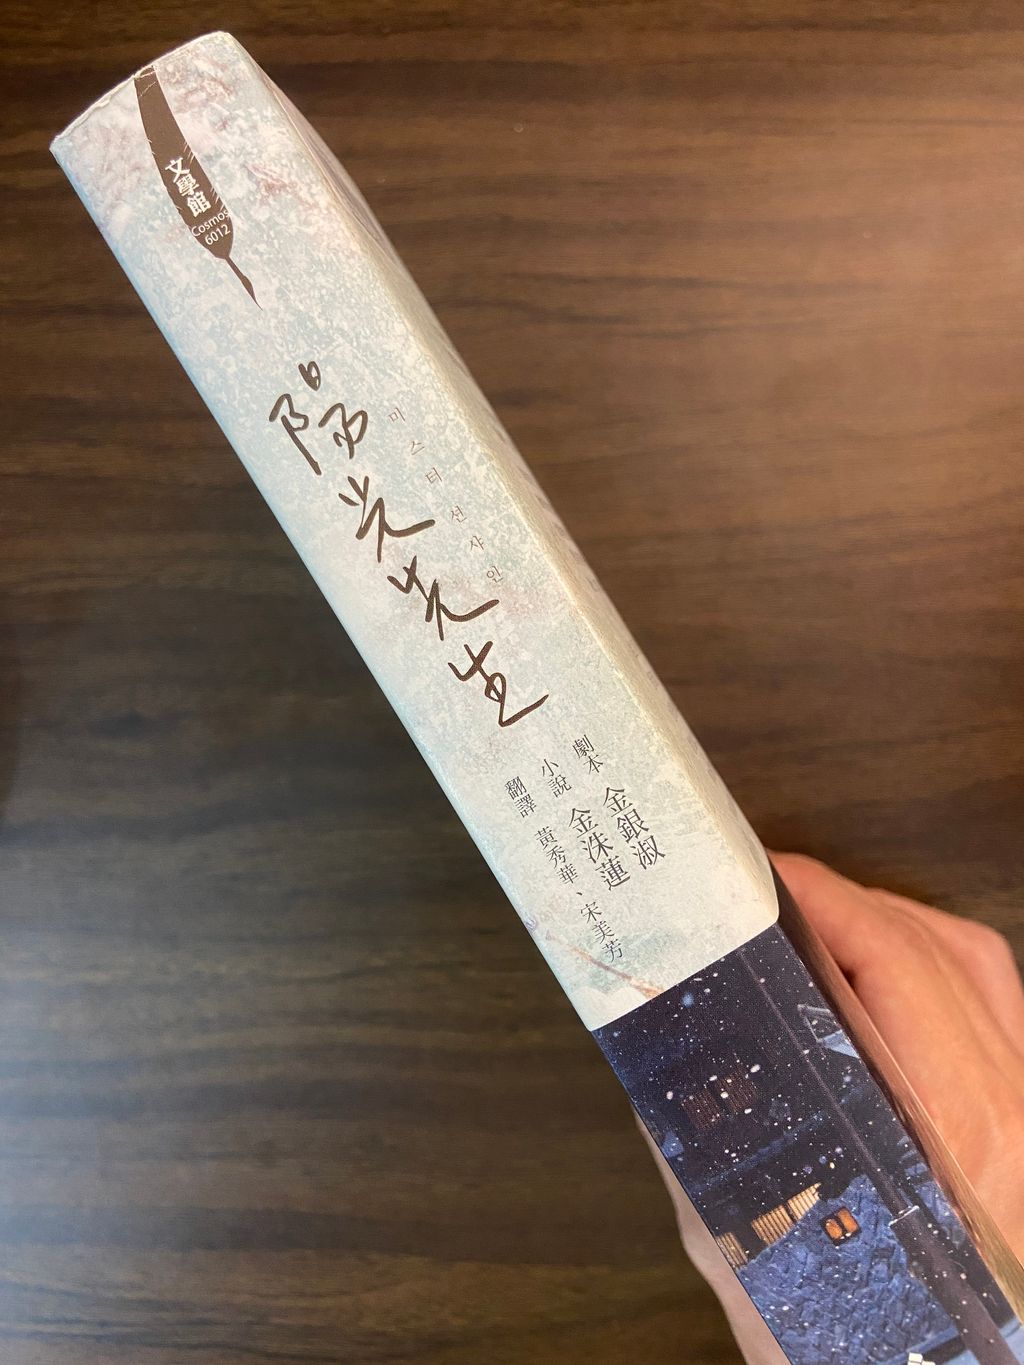 文學館
Cosmos
6012
陽光先生
미스터션샤인
劇本 金銀淑
小說 金洙蓮
翻譯 黃秀華、宋美芳